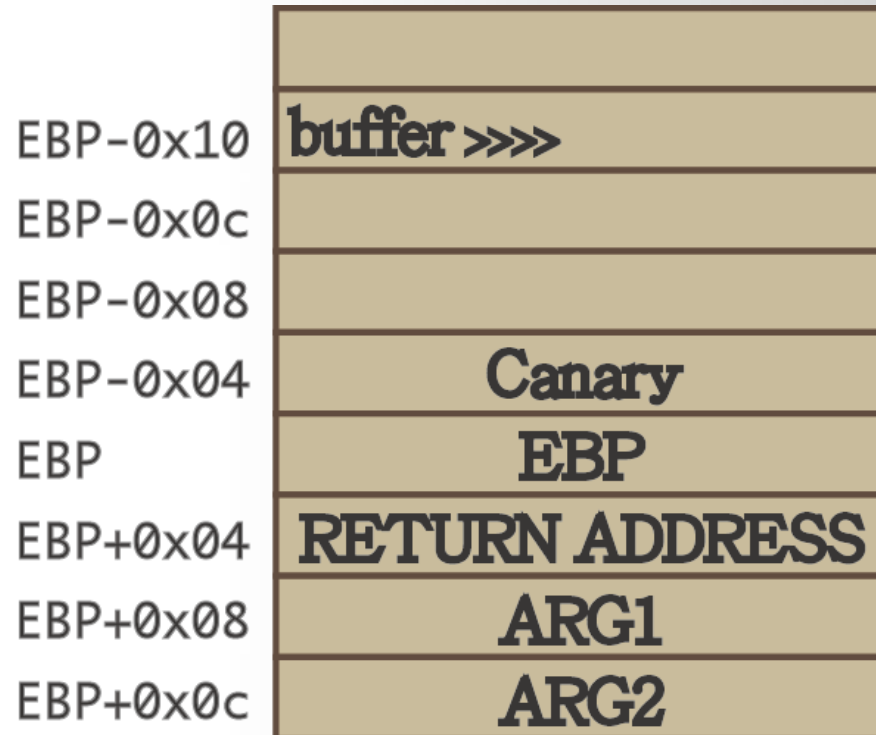 EBP-0x10 buffer >>>>
EBP-0x0c
EBP-0x08
EBP-0x04 Canary
EBP EBP
EBP+0x04 RETURN ADDRESS
EBP+0x08 ARG1
EBP+0x0c ARG2